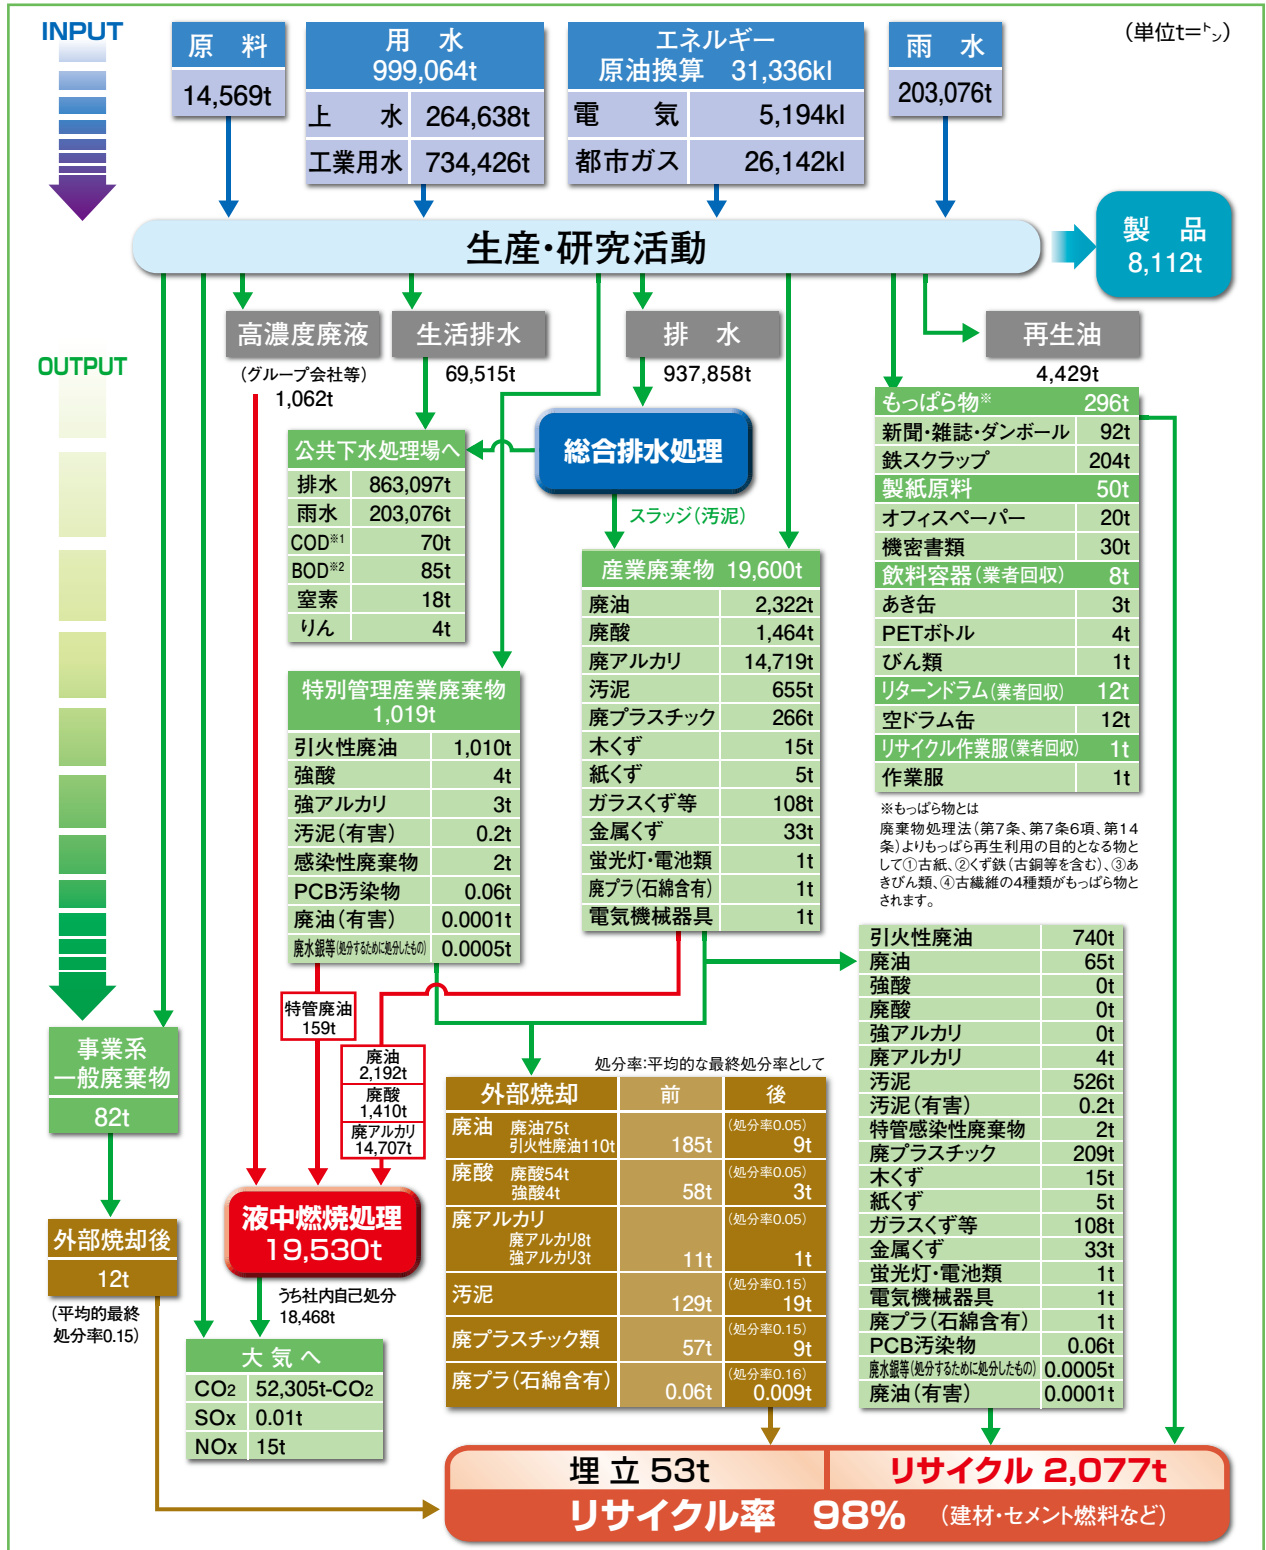 INPUT
(単位t=トン)
原 料
14,569t
用 水
999,064t
上 水 264,638t
工業用水 734,426t
エネルギー
原油換算 31,336kl
電 気 5,194kl
都市ガス 26,142kl
雨 水
203,076t
生産・研究活動
製 品
8,112t
OUTPUT
高濃度廃液
(グループ会社等)
1,062t
生活排水
69,515t
排 水
937,858t
再生油
4,429t
公共下水処理場へ
排水 863,097t
雨水 203,076t
COD※1 70t
BOD※2 85t
窒素 18t
りん 4t
総合排水処理
スラッジ(汚泥)
産業廃棄物 19,600t
廃油 2,322t
廃酸 1,464t
廃アルカリ 14,719t
汚泥 655t
廃プラスチック 266t
木くず 15t
紙くず 5t
ガラスくず等 108t
金属くず 33t
蛍光灯・電池類 1t
廃プラ(石綿含有) 1t
電気機械器具 1t
もっぱら物※ 296t
新聞・雑誌・ダンボール 92t
鉄スクラップ 204t
製紙原料 50t
オフィスペーパー 20t
機密書類 30t
飲料容器(業者回収) 8t
あき缶 3t
PETボトル 4t
びん類 1t
リターンドラム(業者回収) 12t
空ドラム缶 12t
リサイクル作業服(業者回収) 1t
作業服 1t
※もっぱら物とは
廃棄物処理法(第7条、第7条6項、第14
条)よりもっぱら再生利用の目的となる物と
して①古紙、②くず鉄(古銅等を含む)、③あ
きびん類、④古繊維の4種類がもっぱら物と
されます。
特別管理産業廃棄物
1,019t
引火性廃油 1,010t
強酸 4t
強アルカリ 3t
汚泥(有害) 0.2t
感染性廃棄物 2t
PCB汚染物 0.06t
廃油(有害) 0.0001t
廃水銀等(処分するために処分したもの) 0.0005t
特管廃油
159t
廃油
2,192t
廃酸
1,410t
廃アルカリ
14,707t
事業系
一般廃棄物
82t
外部焼却後
12t
(平均的最終
処分率0.15)
液中燃焼処理
19,530t
うち社内自己処分
18,468t
大気へ
CO2 52,305t-CO2
SOx 0.01t
NOx 15t
処分率:平均的な最終処分率として
外部焼却 前 後
廃油 廃油75t (処分率0.05)
引火性廃油110t 185t 9t
廃酸 廃酸54t (処分率0.05)
強酸4t 58t 3t
廃アルカリ (処分率0.05)
廃アルカリ8t
強アルカリ3t 11t 1t
汚泥 129t (処分率0.15) 19t
廃プラスチック類 57t (処分率0.15) 9t
廃プラ(石綿含有) 0.06t (処分率0.16) 0.009t
引火性廃油 740t
廃油 65t
強酸 0t
廃酸 0t
強アルカリ 0t
廃アルカリ 4t
汚泥 526t
汚泥(有害) 0.2t
特管感染性廃棄物 2t
廃プラスチック 209t
木くず 15t
紙くず 5t
ガラスくず等 108t
金属くず 33t
蛍光灯・電池類 1t
電気機械器具 1t
廃プラ(石綿含有) 1t
PCB汚染物 0.06t
廃水銀等(処分するために処分したもの) 0.0005t
廃油(有害) 0.0001t
埋立 53t
リサイクル 2,077t
リサイクル率 98% (建材・セメント燃料など)